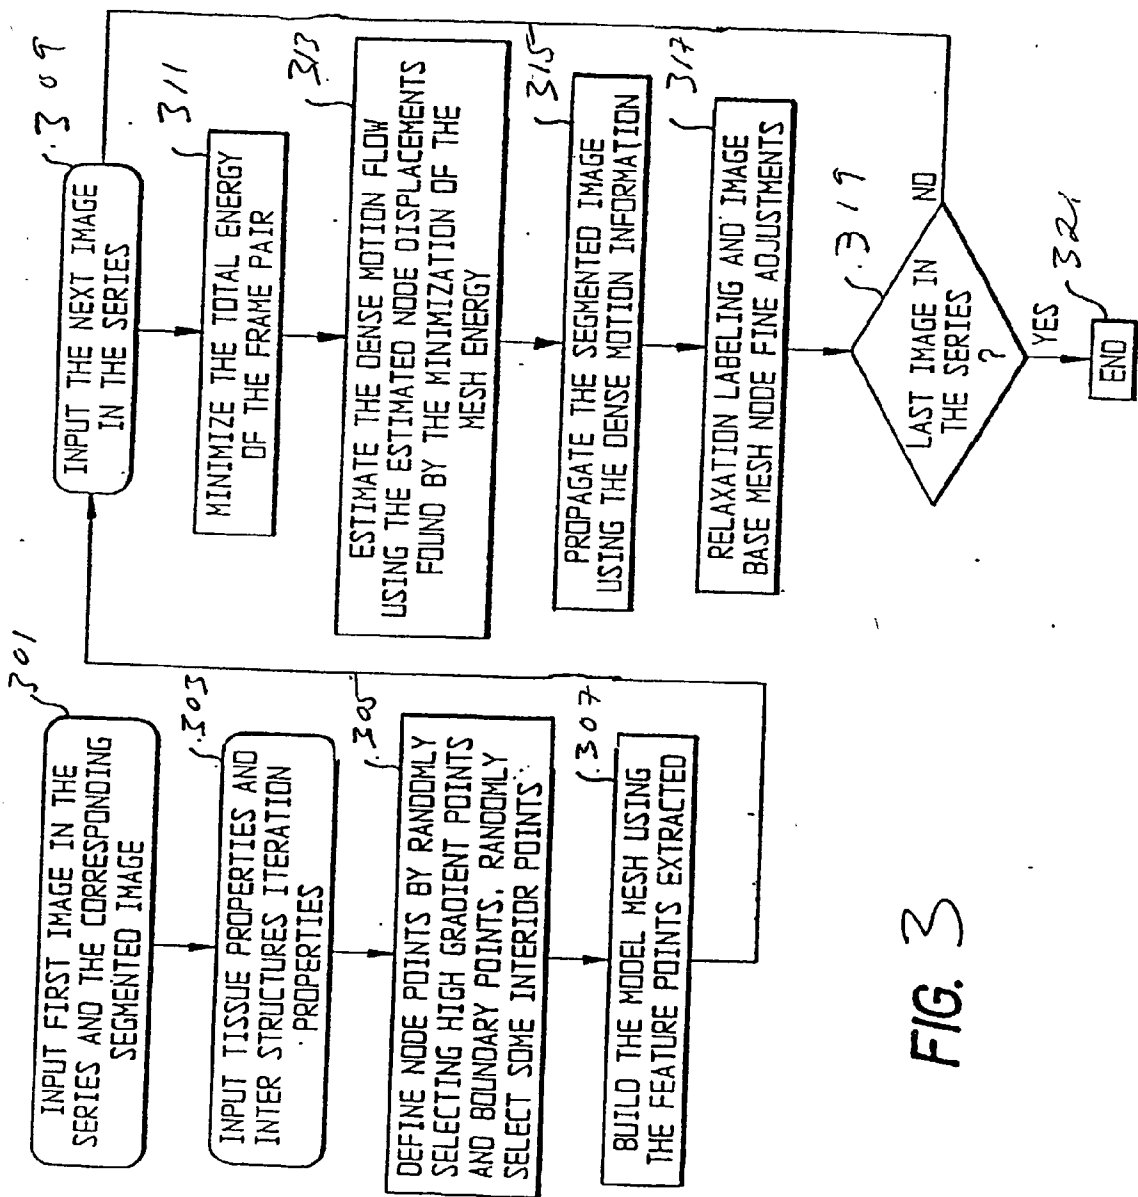 301
INPUT FIRST IMAGE IN THE
SERIES AND THE CORRESPONDING
SEGMENTED IMAGE
303
INPUT TISSUE PROPERTIES AND
INTER STRUCTURES ITERATION
PROPERTIES
305
DEFINE NODE POINTS BY RANDOMLY
SELECTING HIGH GRADIENT POINTS
AND BOUNDARY POINTS. RANDOMLY
SELECT SOME INTERIOR POINTS
307
BUILD THE MODEL MESH USING
THE FEATURE POINTS EXTRACTED
309
INPUT THE NEXT IMAGE
IN THE SERIES
311
MINIMIZE THE TOTAL ENERGY
OF THE FRAME PAIR
313
ESTIMATE THE DENSE MOTION FLOW
USING THE ESTIMATED NODE DISPLACEMENTS
FOUND BY THE MINIMIZATION OF THE
MESH ENERGY
315
PROPAGATE THE SEGMENTED IMAGE
USING THE DENSE MOTION INFORMATION
317
RELAXATION LABELING AND IMAGE
BASE MESH NODE FINE ADJUSTMENTS
319
LAST IMAGE IN
THE SERIES
?
NO
YES
321
END
FIG. 3